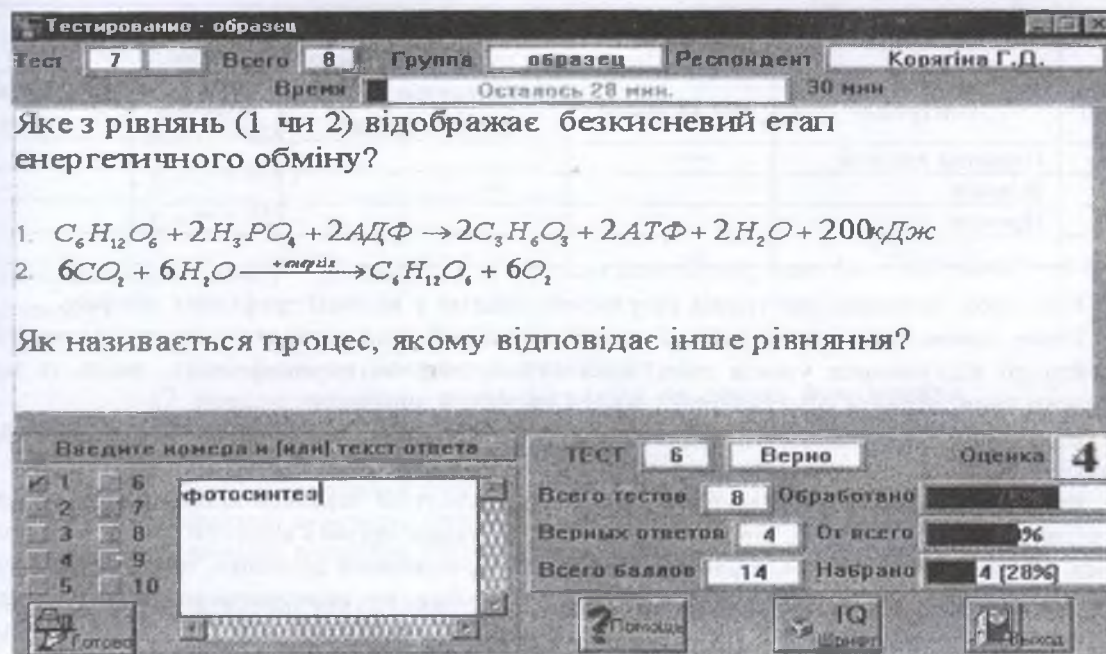 Тестирование - образец
Тест 7 Всего 8 Группа образец Респондент Корягіна Г.Д.
Время Осталось 28 мин. 30 мин
Яке з рівнянь (1 чи 2) відображає безкисневий етап
енергетичного обміну?
1. C₆H₁₂O₆ + 2H₃PO₄ + 2АДФ → 2C₃H₆O₃ + 2АТФ + 2H₂O + 200кДж
2. 6CO₂ + 6H₂O → C₆H₁₂O₆ + 6O₂
Як називається процес, якому відповідає інше рівняння?
Введите номера и [или] текст ответа
1 6
2 7
3 8
4 9
5 10
фотосинтез
Готово
ТЕСТ 6 Верно Оценка 4
Всего тестов 8 Обработано
Верных ответов 4 От всего
Всего баллов 14 Набрано 4 (28%)
Помощь
IQ
Шрифт
Выход